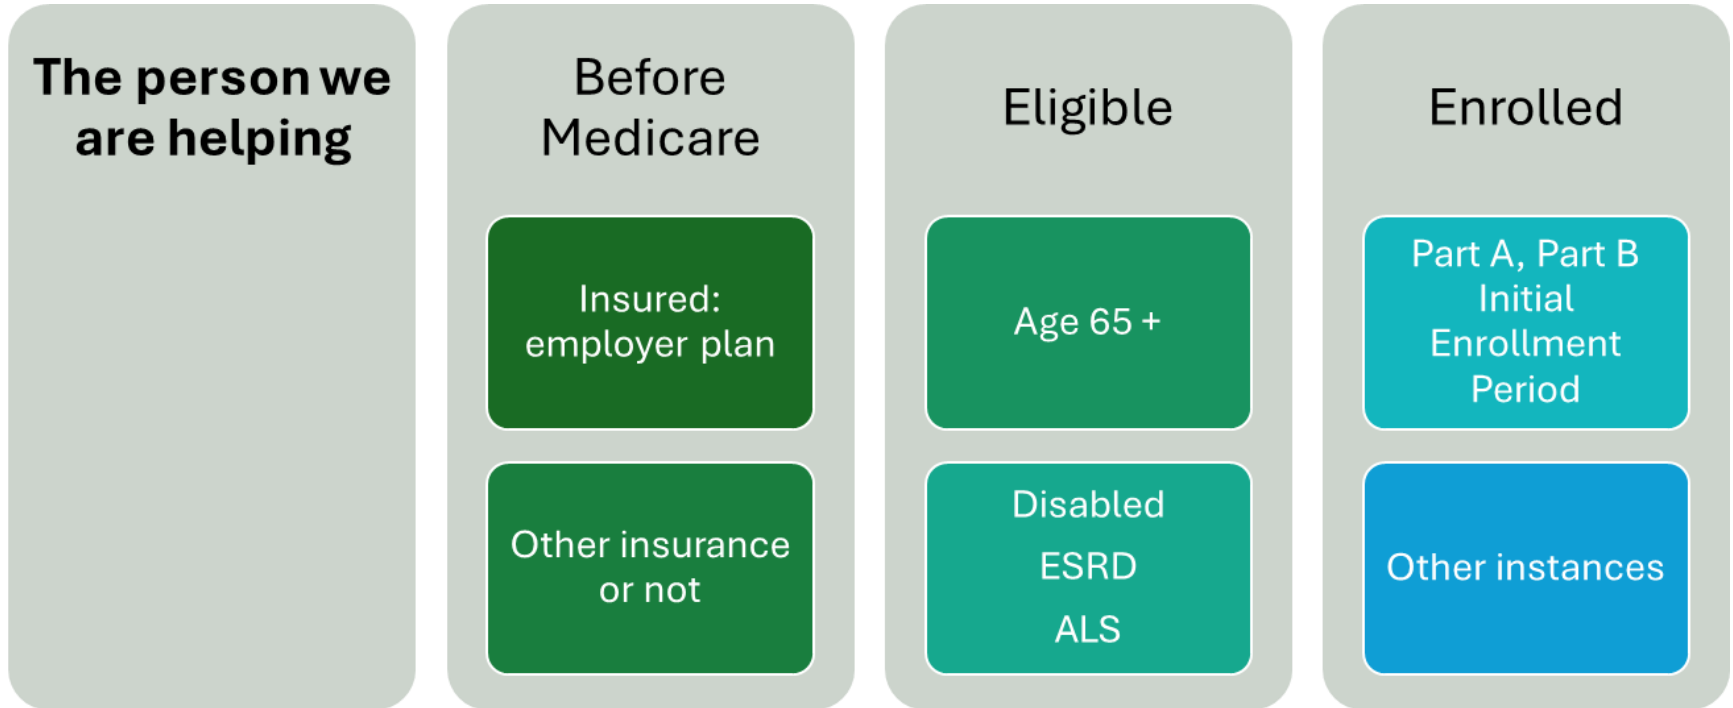 The person we
are helping
Before
Medicare
Insured:
employer plan
Other insurance
or not
Eligible
Age 65 +
Disabled
ESRD
ALS
Enrolled
Part A, Part B
Initial
Enrollment
Period
Other instances